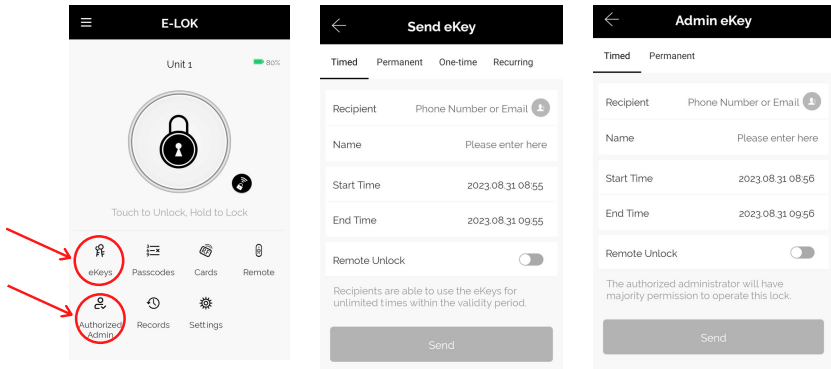 E-LOK
Unit 1
80%
Touch to Unlock, Hold to Lock
eKeys
Passcodes
Cards
Remote
Authorized
Admin
Records
Settings
Send eKey
Timed
Permanent
One-time
Recurring
Recipient
Phone Number or Email
Name
Please enter here
Start Time
2023.08.31 08:55
End Time
2023.08.31 09:55
Remote Unlock
Recipients are able to use the eKeys for
unlimited times within the validity period.
Send
Admin eKey
Timed
Permanent
Recipient
Phone Number or Email
Name
Please enter here
Start Time
2023.08.31 08:56
End Time
2023.08.31 09:56
Remote Unlock
The authorized administrator will have
majority permission to operate this lock.
Send